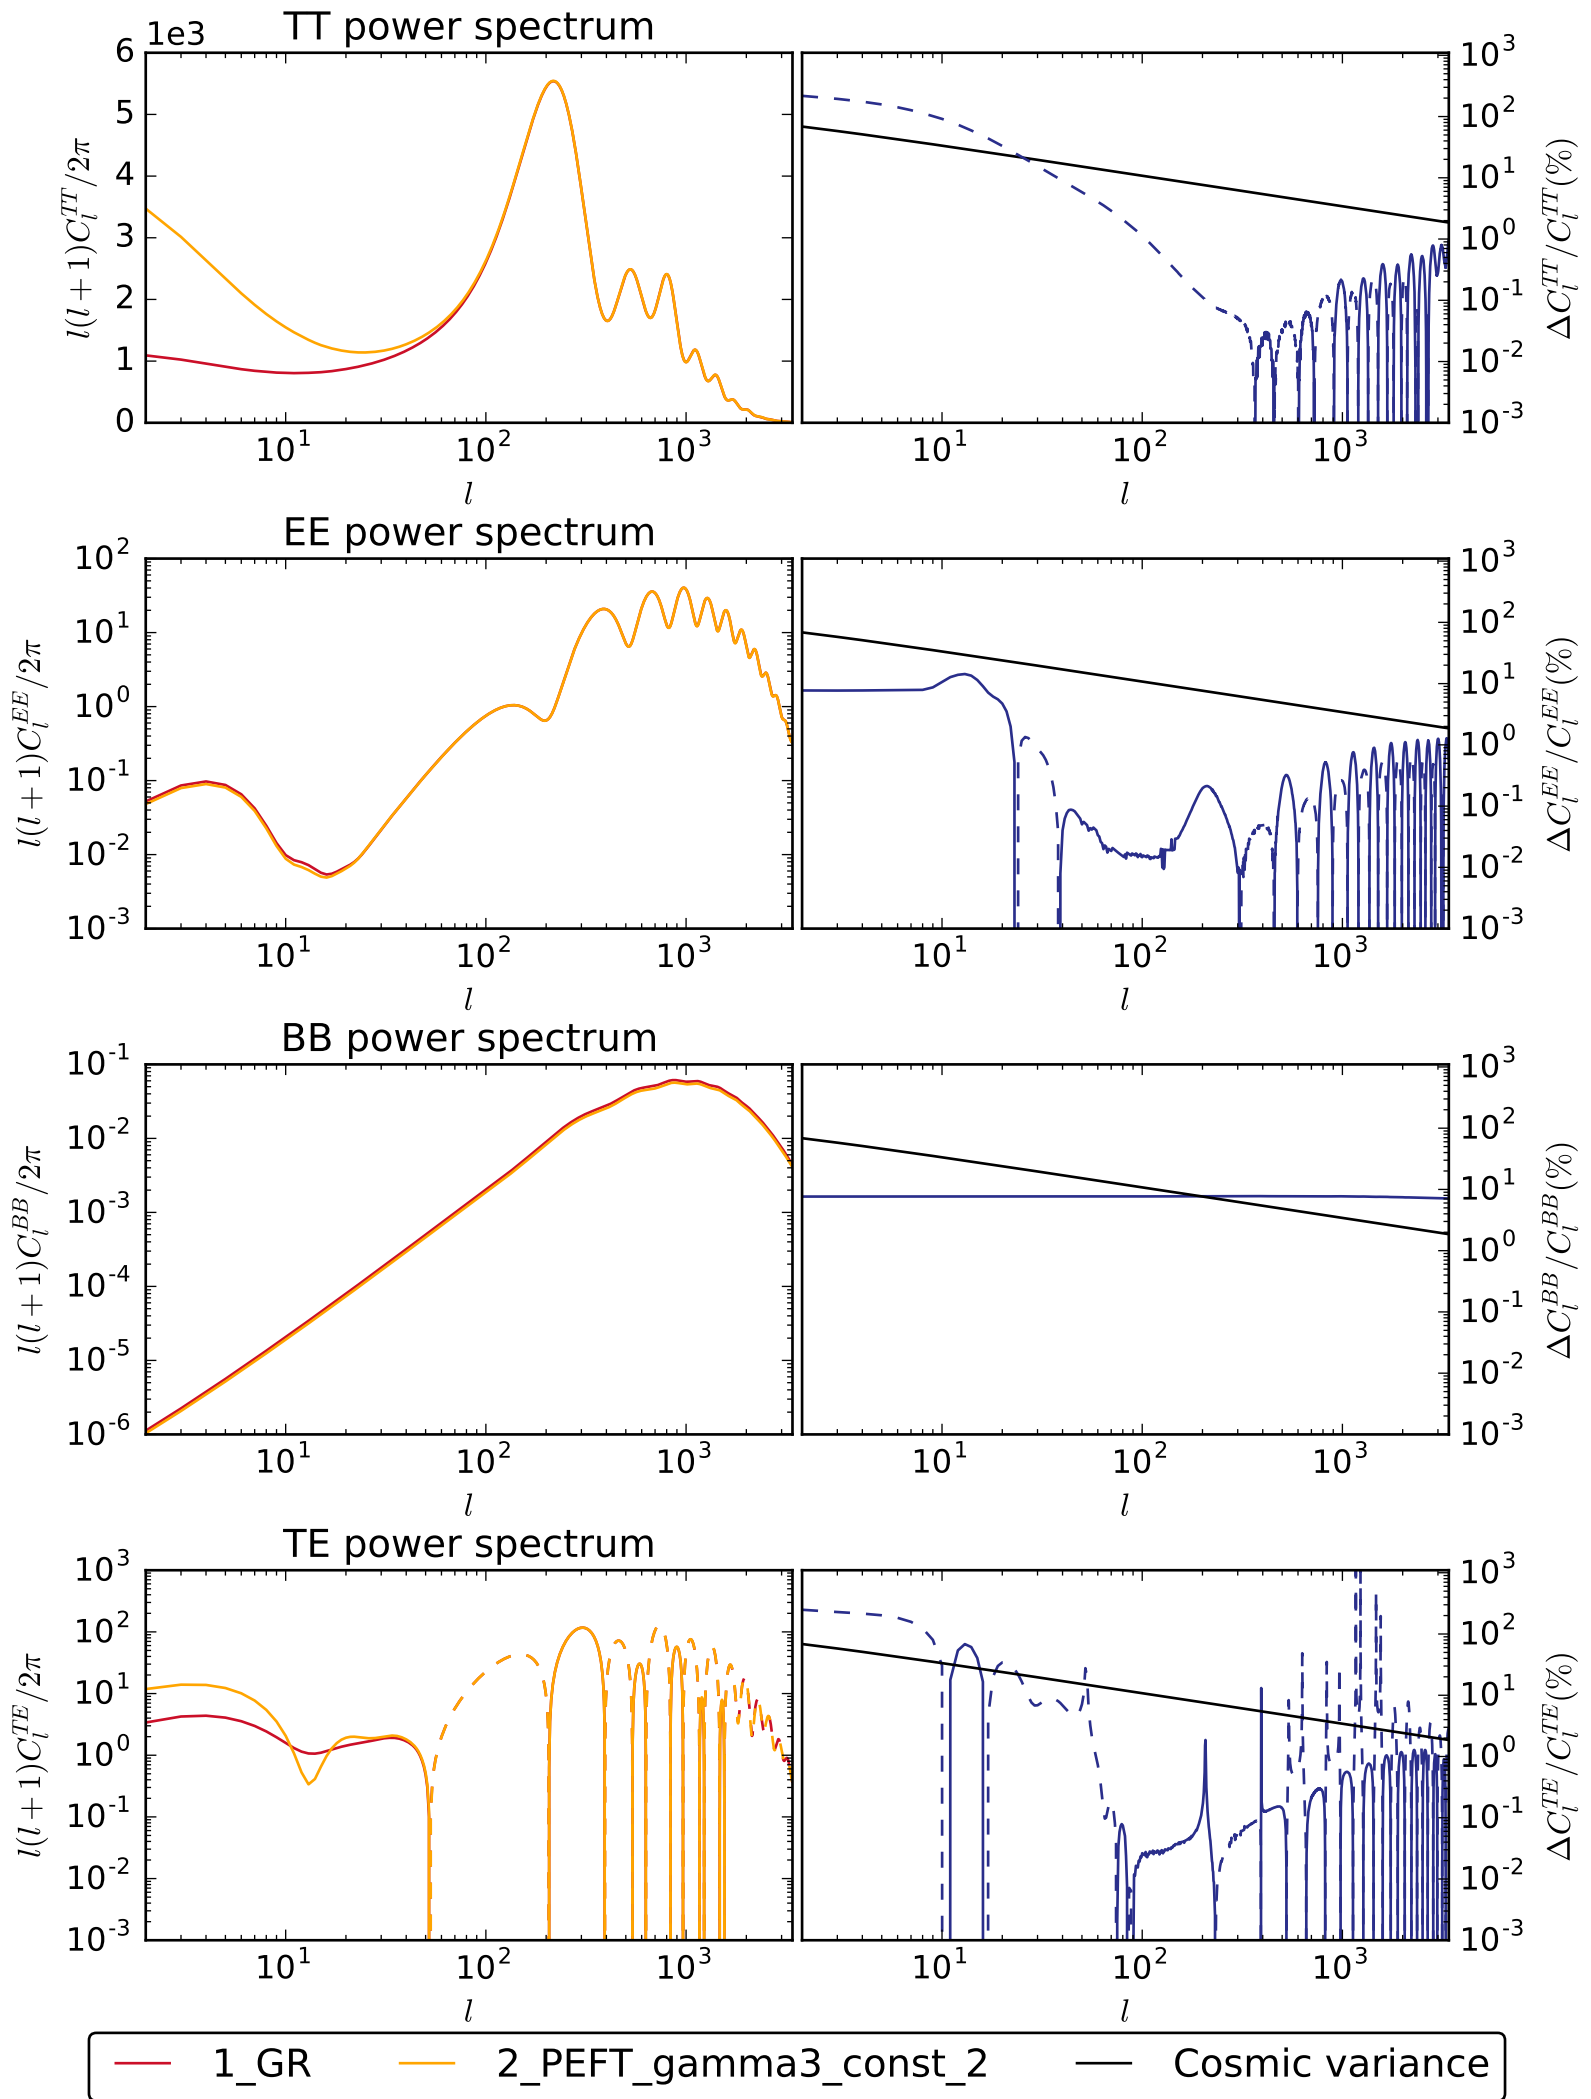 TT power spectrum
1e3
6
5
4
3
2
1
0
l(l + 1)C_l^{TT}/2π
10^1 10^2 10^3
l
10^3
10^2
10^1
10^0
10^-1
10^-2
10^-3
ΔC_l^{TT}/C_l^{TT}(%)
10^1 10^2 10^3
l
EE power spectrum
10^2
10^1
10^0
10^-1
10^-2
10^-3
l(l + 1)C_l^{EE}/2π
10^1 10^2 10^3
l
10^3
10^2
10^1
10^0
10^-1
10^-2
10^-3
ΔC_l^{EE}/C_l^{EE}(%)
10^1 10^2 10^3
l
BB power spectrum
10^-1
10^-2
10^-3
10^-4
10^-5
10^-6
l(l + 1)C_l^{BB}/2π
10^1 10^2 10^3
l
10^3
10^2
10^1
10^0
10^-1
10^-2
10^-3
ΔC_l^{BB}/C_l^{BB}(%)
10^1 10^2 10^3
l
TE power spectrum
10^3
10^2
10^1
10^0
10^-1
10^-2
10^-3
l(l + 1)C_l^{TE}/2π
10^1 10^2 10^3
l
10^3
10^2
10^1
10^0
10^-1
10^-2
10^-3
ΔC_l^{TE}/C_l^{TE}(%)
10^1 10^2 10^3
l
1_GR 2_PEFT_gamma3_const_2 Cosmic variance